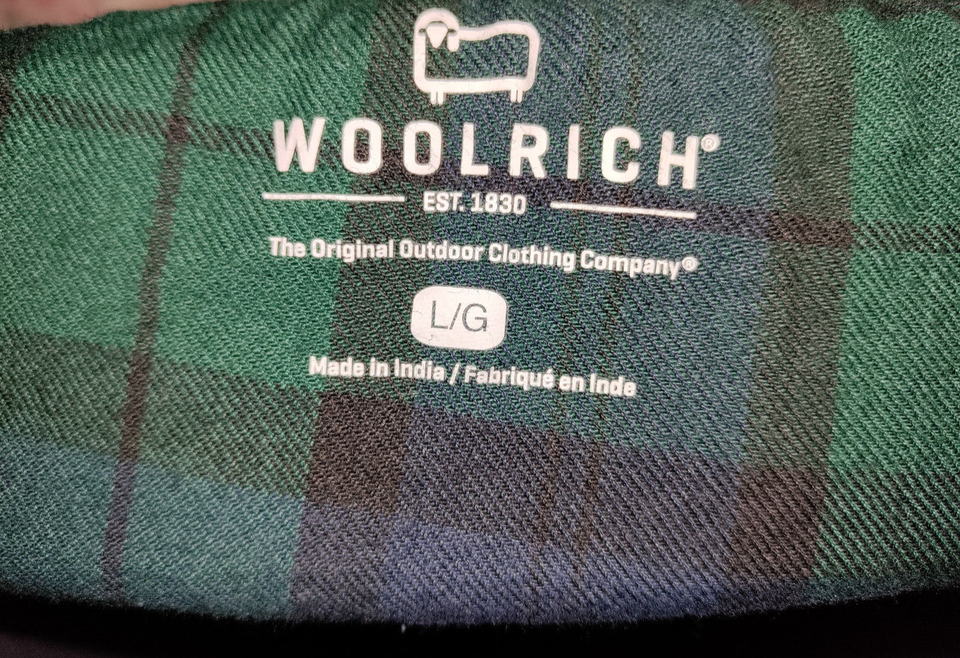 WOOLRICH®
EST. 1830
The Original Outdoor Clothing Company®
L/G
Made in India / Fabriqué en Inde